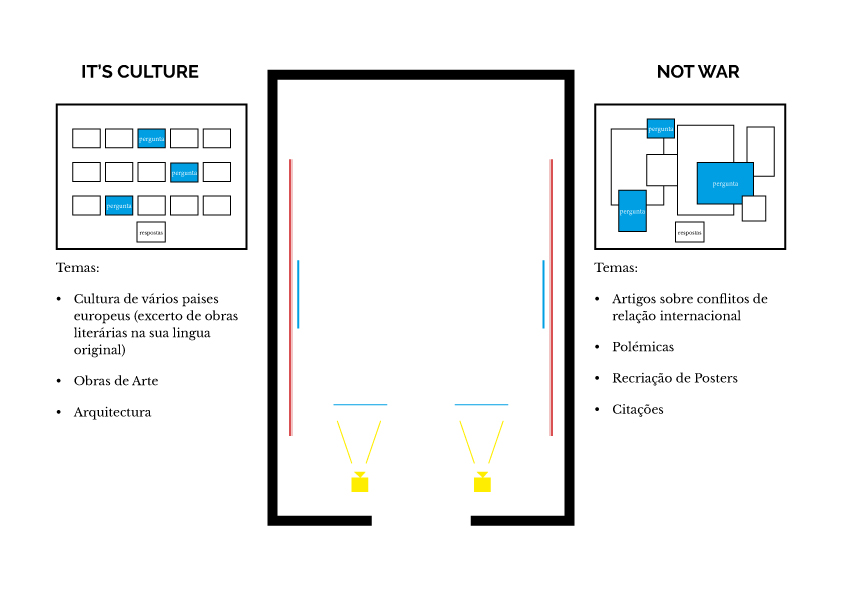 IT'S CULTURE
pergunta
pergunta
pergunta
respostas
Temas:
• Cultura de vários paises
europeus (excerto de obras
literárias na sua lingua
original)
• Obras de Arte
• Arquitectura
NOT WAR
pergunta
pergunta
pergunta
respostas
Temas:
• Artigos sobre conflitos de
relação internacional
• Polémicas
• Recriação de Posters
• Citações